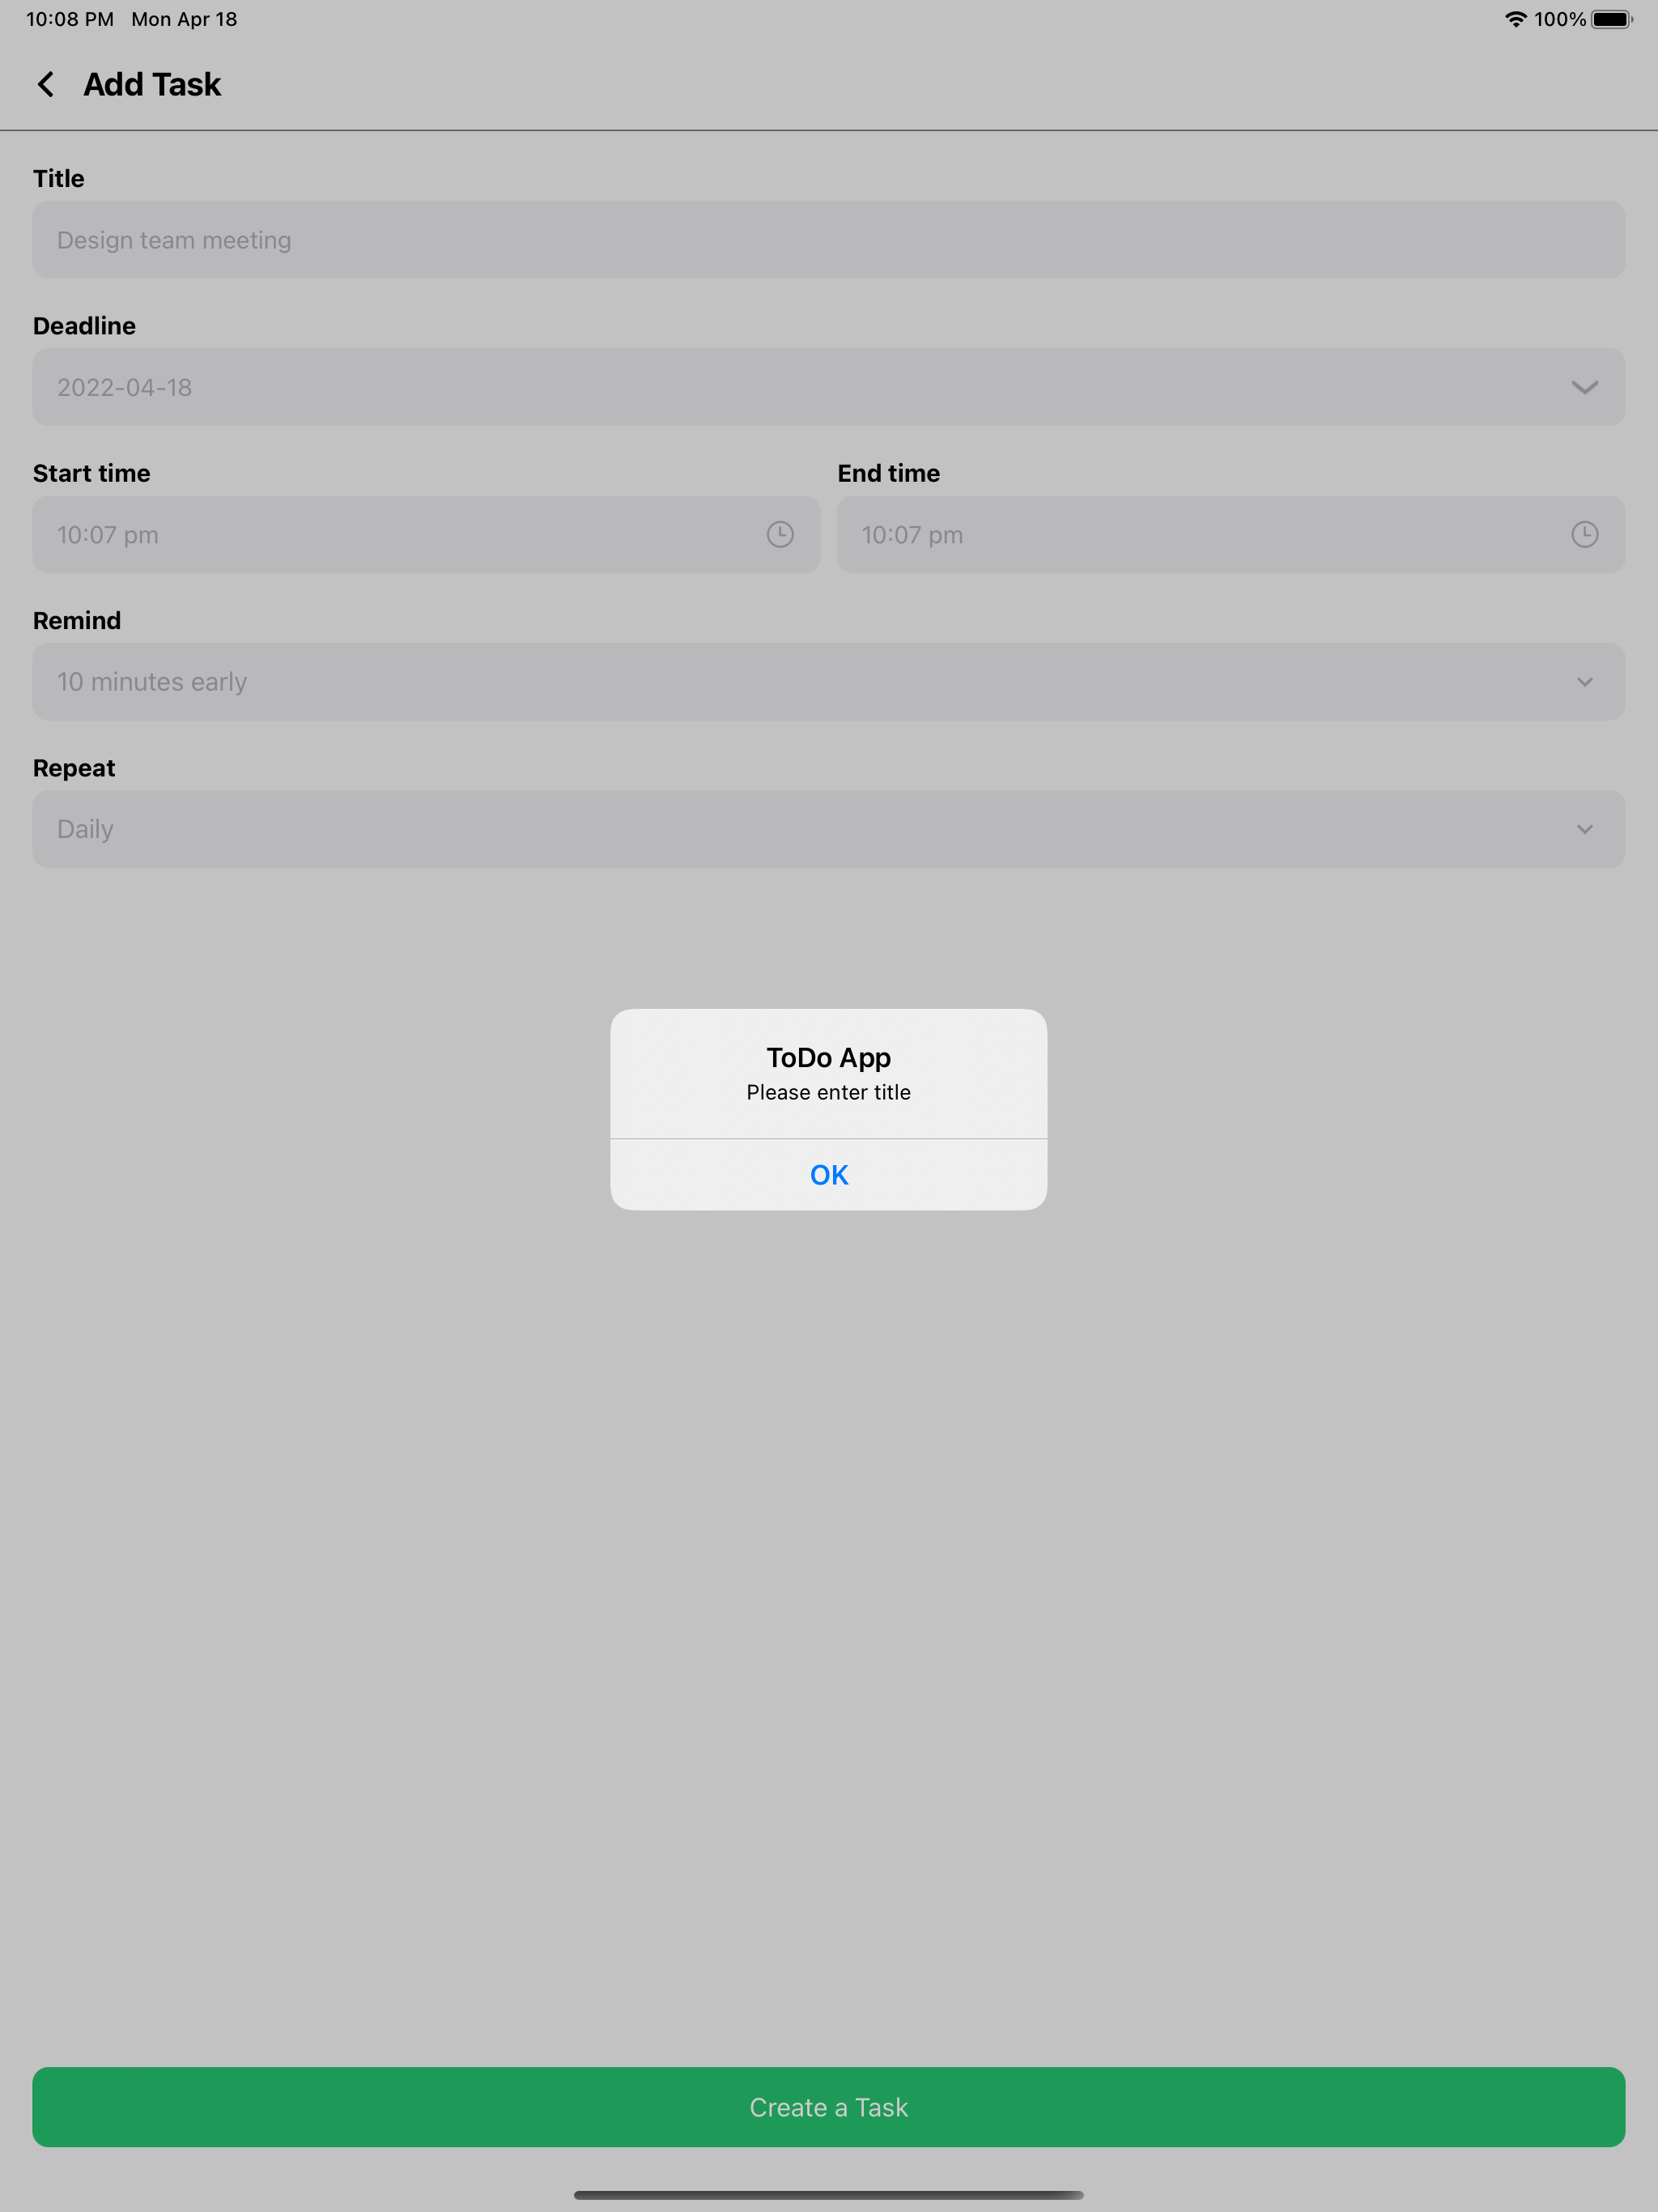 10:08 PM Mon Apr 18 100%
Add Task
Title
Design team meeting
Deadline
2022-04-18
Start time End time
10:07 pm 10:07 pm
Remind
10 minutes early
Repeat
Daily
ToDo App
Please enter title
OK
Create a Task